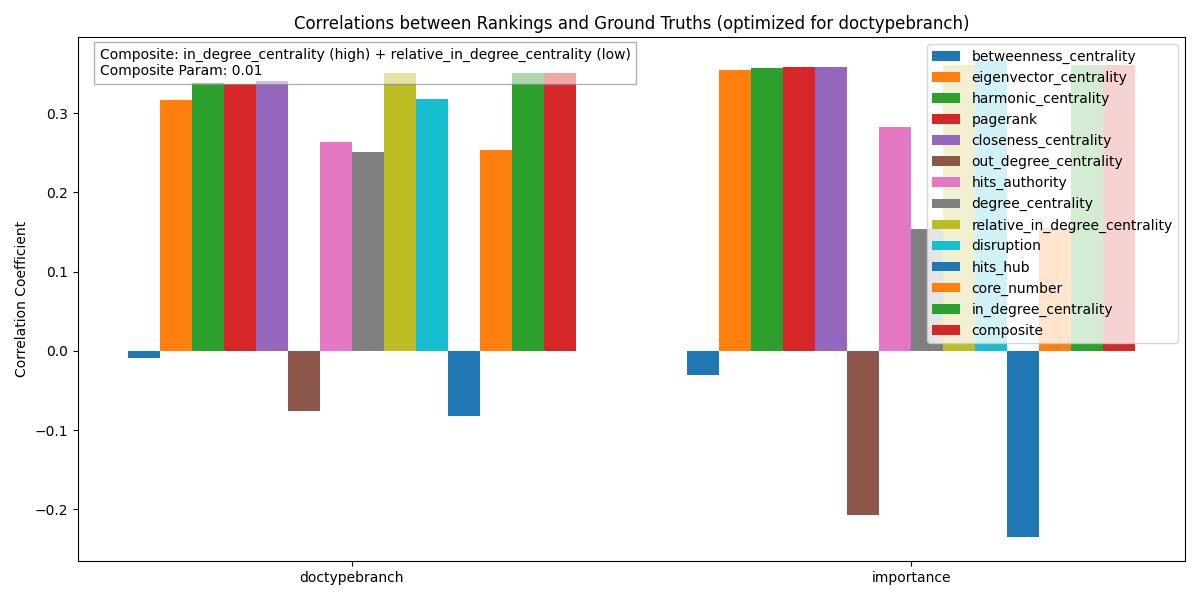 Correlations between Rankings and Ground Truths (optimized for doctypebranch)
Composite: in_degree_centrality (high) + relative_in_degree_centrality (low)
Composite Param: 0.01
betweenness_centrality
eigenvector_centrality
harmonic_centrality
pagerank
closeness_centrality
out_degree_centrality
hits_authority
degree_centrality
relative_in_degree_centrality
disruption
hits_hub
core_number
in_degree_centrality
composite
Correlation Coefficient
0.3
0.2
0.1
0.0
−0.1
−0.2
doctypebranch
importance